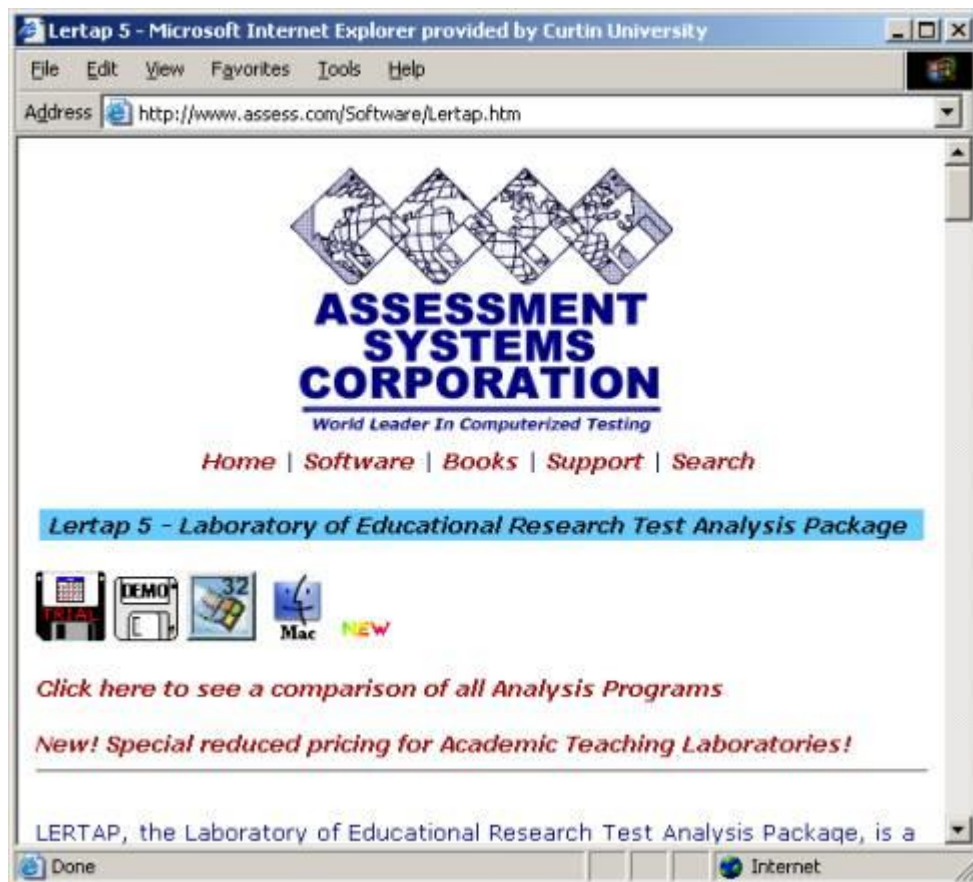 Lertap 5 - Microsoft Internet Explorer provided by Curtin University
File Edit View Favorites Tools Help
Address http://www.assess.com/Software/Lertap.htm
ASSESSMENT
SYSTEMS
CORPORATION
World Leader In Computerized Testing
Home | Software | Books | Support | Search
Lertap 5 - Laboratory of Educational Research Test Analysis Package
TRIAL DEMO 32 Mac NEW
Click here to see a comparison of all Analysis Programs
New! Special reduced pricing for Academic Teaching Laboratories!
LERTAP, the Laboratory of Educational Research Test Analysis Package, is a
Done Internet